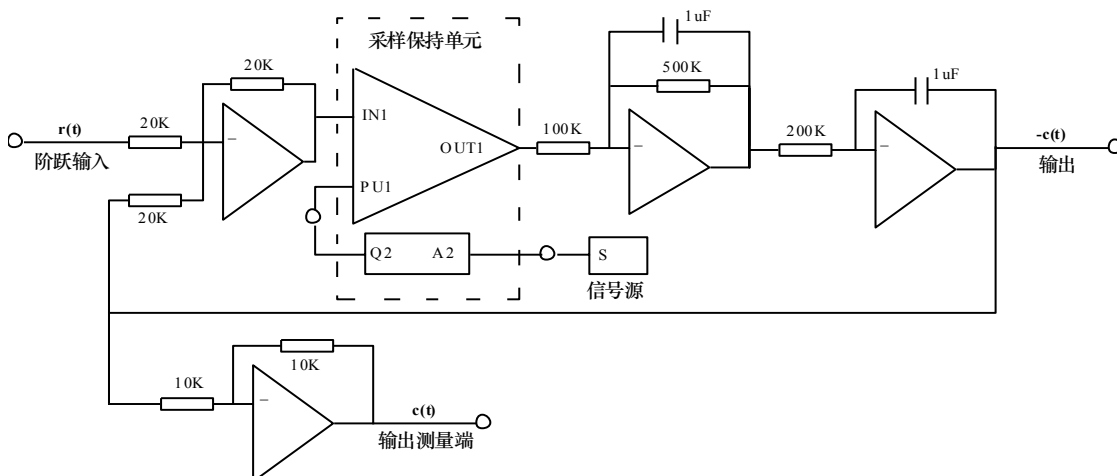 采样保持单元
1uF
20K
500K
1uF
IN1
r(t)
20K
100K
200K
-c(t)
OUT1
阶跃输入
输出
PU1
20K
Q2
A2
S
信号源
10K
10K
c(t)
输出测量端